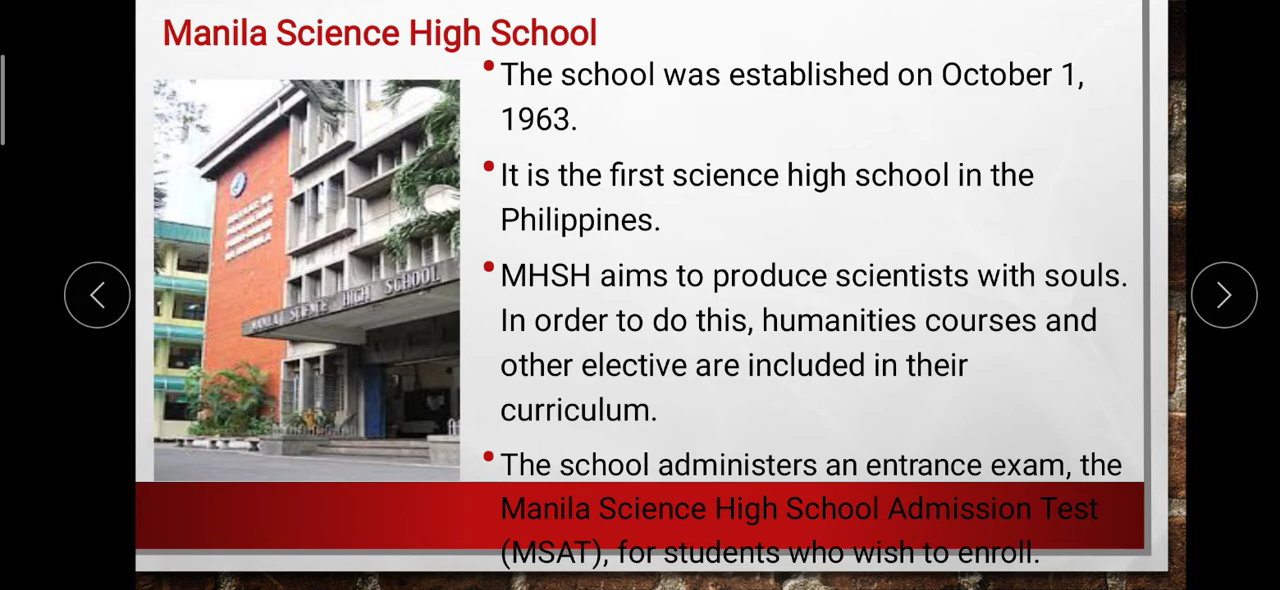 Manila Science High School
The school was established on October 1,
1963.
It is the first science high school in the
Philippines.
MHSH aims to produce scientists with souls.
In order to do this, humanities courses and
other elective are included in their
curriculum.
The school administers an entrance exam, the
Manila Science High School Admission Test
(MSAT), for students who wish to enroll.
MANILA SCIENCE HIGH SCHOOL